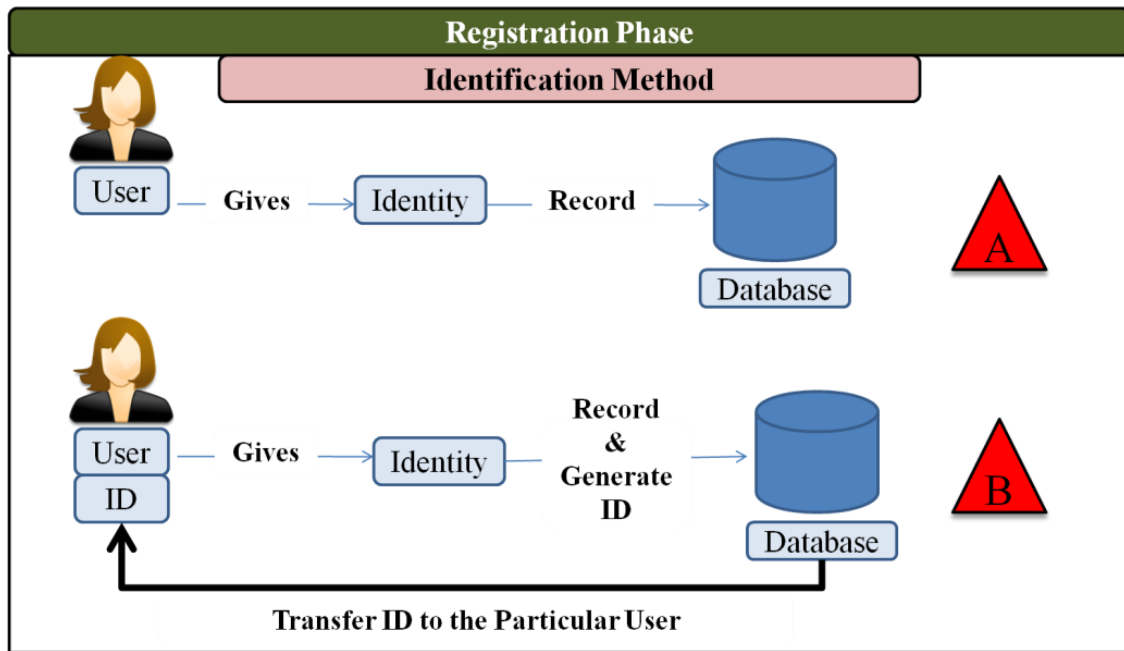 Registration Phase
Identification Method
User
Gives
Identity
Record
Database
A
User
ID
Gives
Identity
Record
&
Generate
ID
Database
B
Transfer ID to the Particular User